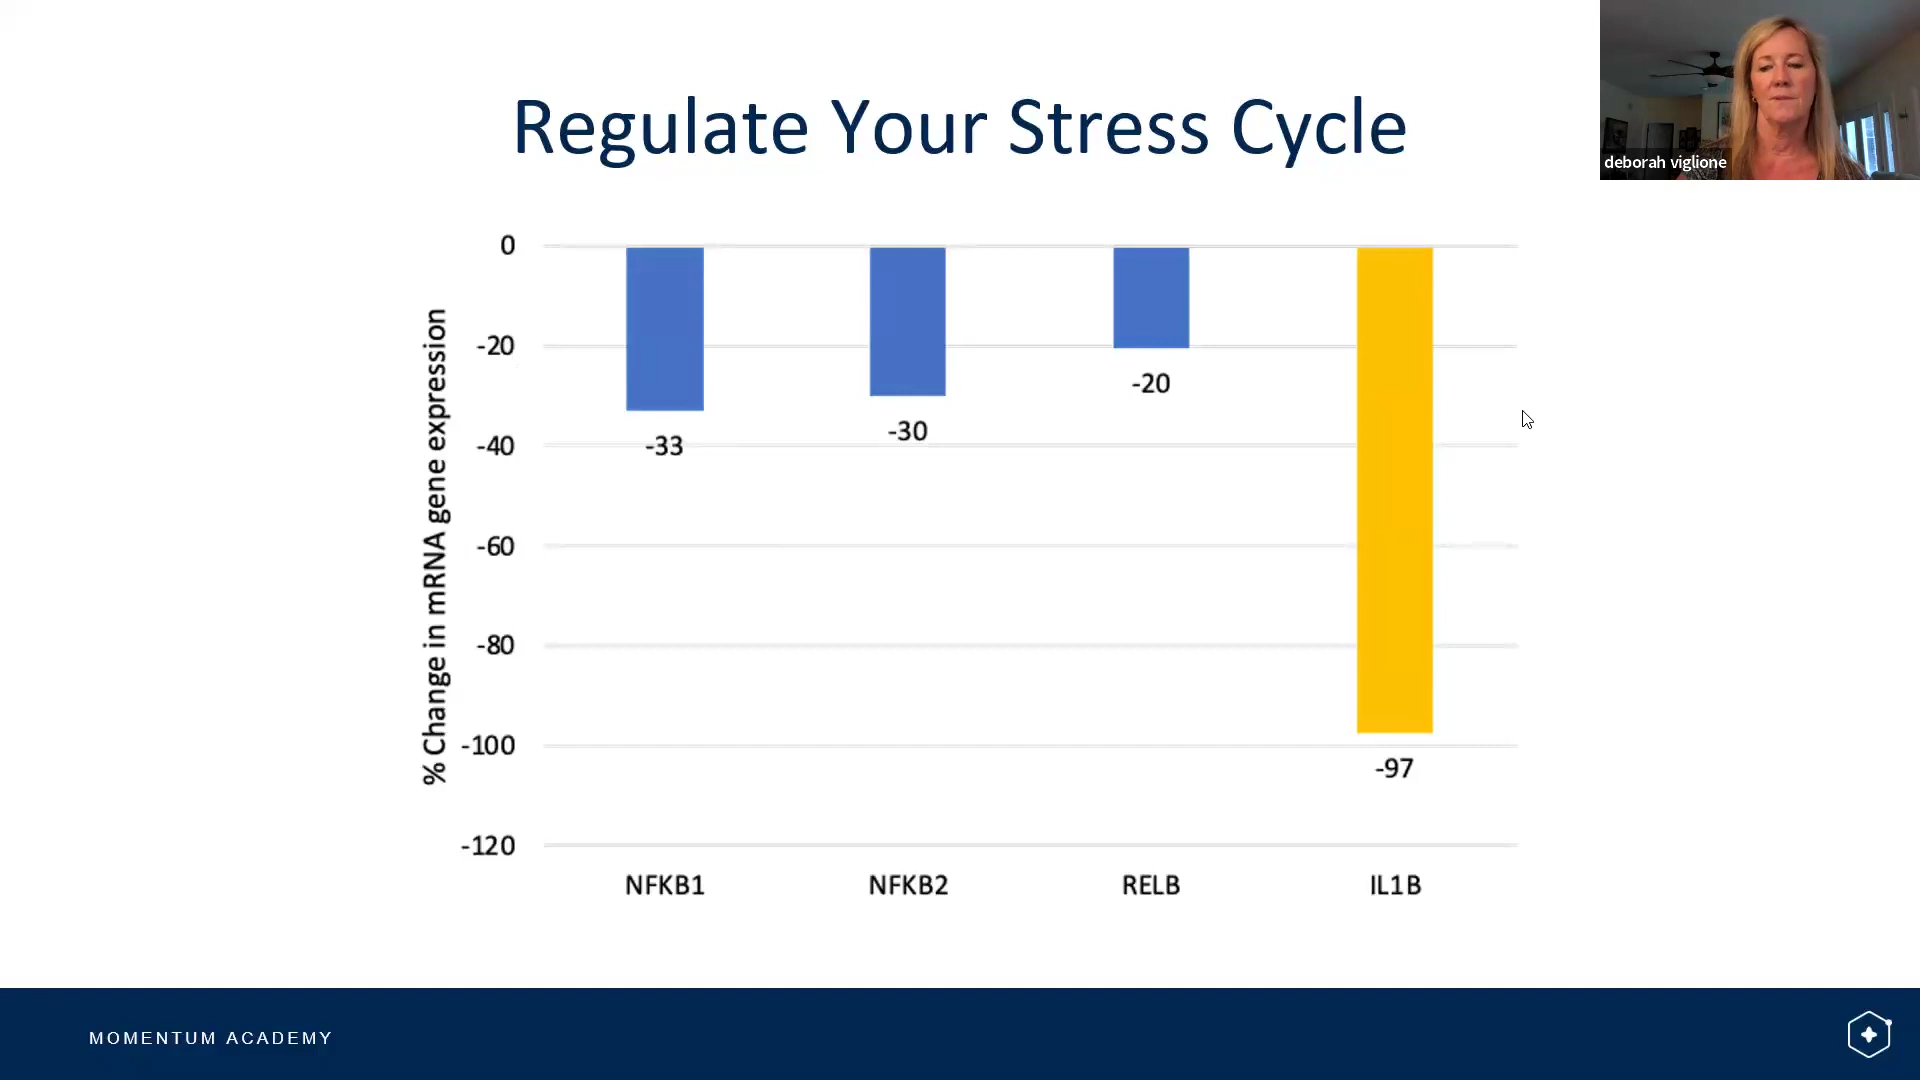 Regulate Your Stress Cycle
deborah viglione
% Change in mRNA gene expression
0
-20
-40
-60
-80
-100
-120
-33
-30
-20
-97
NFKB1
NFKB2
RELB
IL1B
MOMENTUM ACADEMY